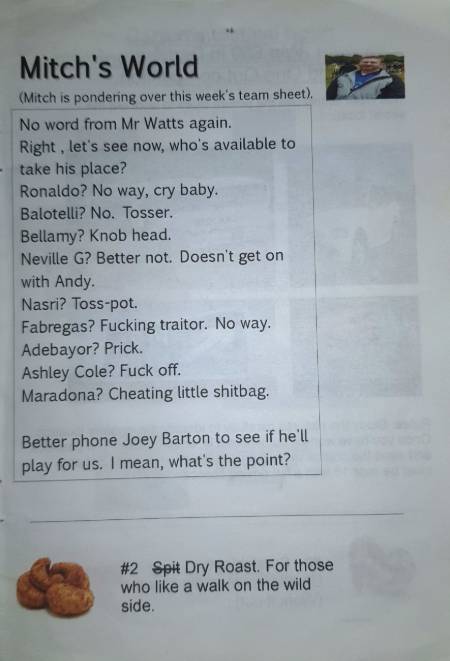 Mitch's World
(Mitch is pondering over this week's team sheet).
No word from Mr Watts again.
Right , let's see now, who's available to
take his place?
Ronaldo? No way, cry baby.
Balotelli? No. Tosser.
Bellamy? Knob head.
Neville G? Better not. Doesn't get on
with Andy.
Nasri? Toss-pot.
Fabregas? Fucking traitor. No way.
Adebayor? Prick.
Ashley Cole? Fuck off.
Maradona? Cheating little shitbag.
Better phone Joey Barton to see if he'll
play for us. I mean, what's the point?
#2 Spit Dry Roast. For those
who like a walk on the wild
side.